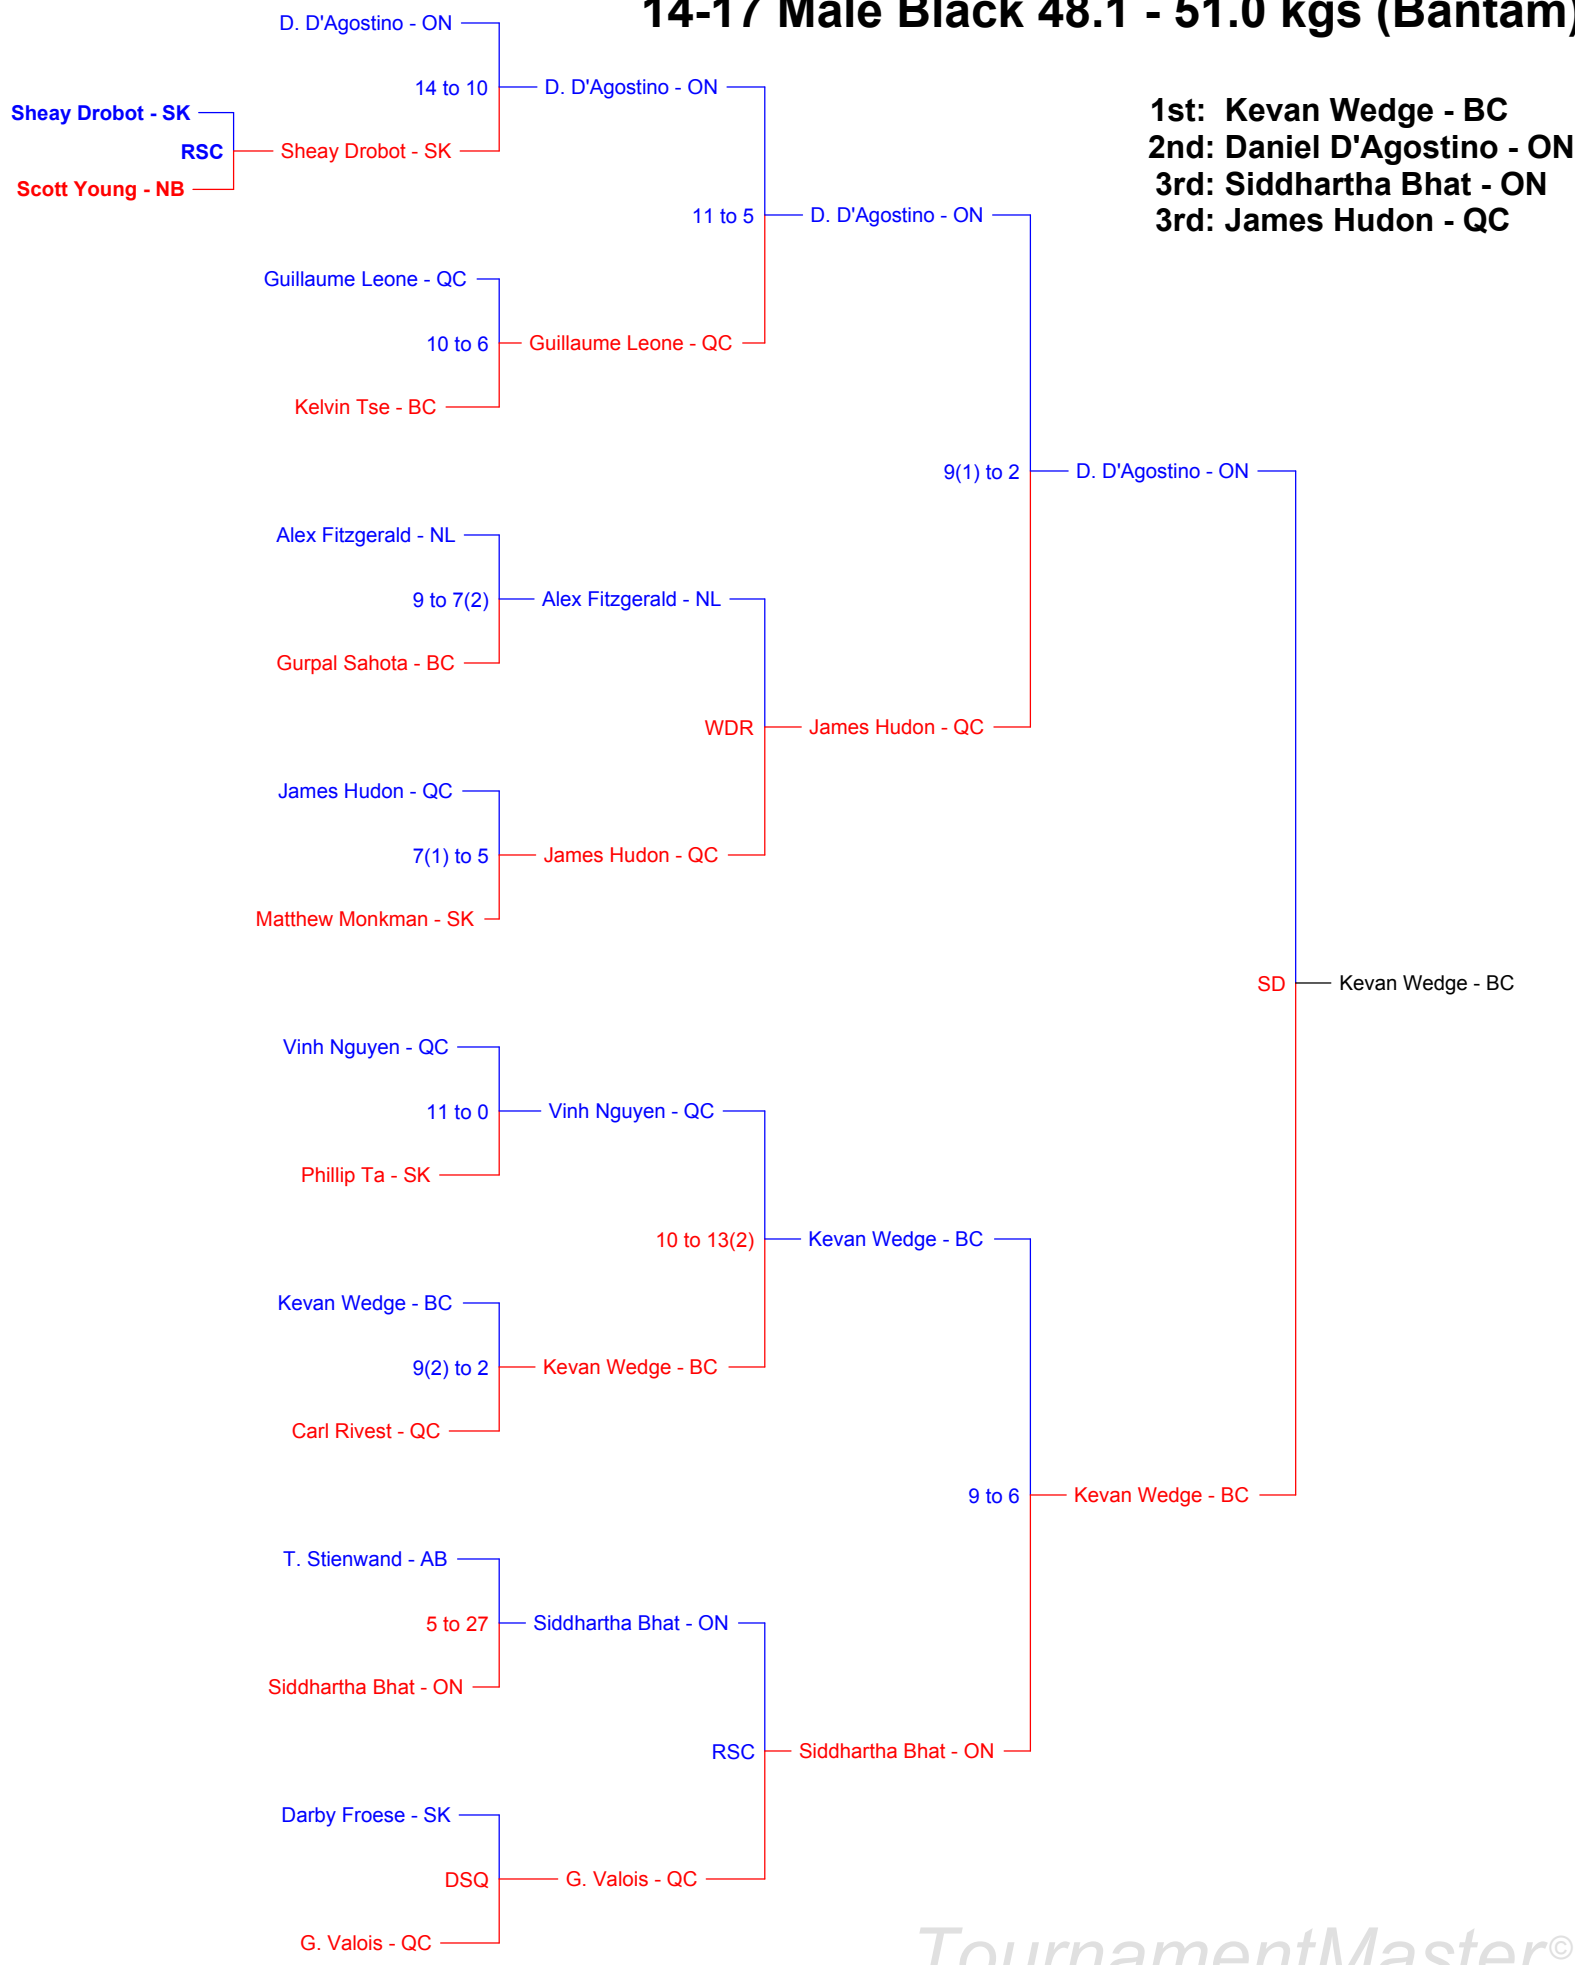 14-17 Male Black 48.1 - 51.0 kgs (Bantam)
D. D'Agostino - ON
14 to 10
D. D'Agostino - ON
Sheay Drobot - SK
RSC
Sheay Drobot - SK
Scott Young - NB
1st: Kevan Wedge - BC
2nd: Daniel D'Agostino - ON
3rd: Siddhartha Bhat - ON
3rd: James Hudon - QC
11 to 5
D. D'Agostino - ON
Guillaume Leone - QC
10 to 6
Guillaume Leone - QC
Kelvin Tse - BC
9(1) to 2
D. D'Agostino - ON
Alex Fitzgerald - NL
9 to 7(2)
Alex Fitzgerald - NL
Gurpal Sahota - BC
WDR
James Hudon - QC
James Hudon - QC
7(1) to 5
James Hudon - QC
Matthew Monkman - SK
SD
Kevan Wedge - BC
Vinh Nguyen - QC
11 to 0
Vinh Nguyen - QC
Phillip Ta - SK
10 to 13(2)
Kevan Wedge - BC
Kevan Wedge - BC
9(2) to 2
Kevan Wedge - BC
Carl Rivest - QC
9 to 6
Kevan Wedge - BC
T. Stienwand - AB
5 to 27
Siddhartha Bhat - ON
Siddhartha Bhat - ON
RSC
Siddhartha Bhat - ON
Darby Froese - SK
DSQ
G. Valois - QC
G. Valois - QC
TournamentMaster©